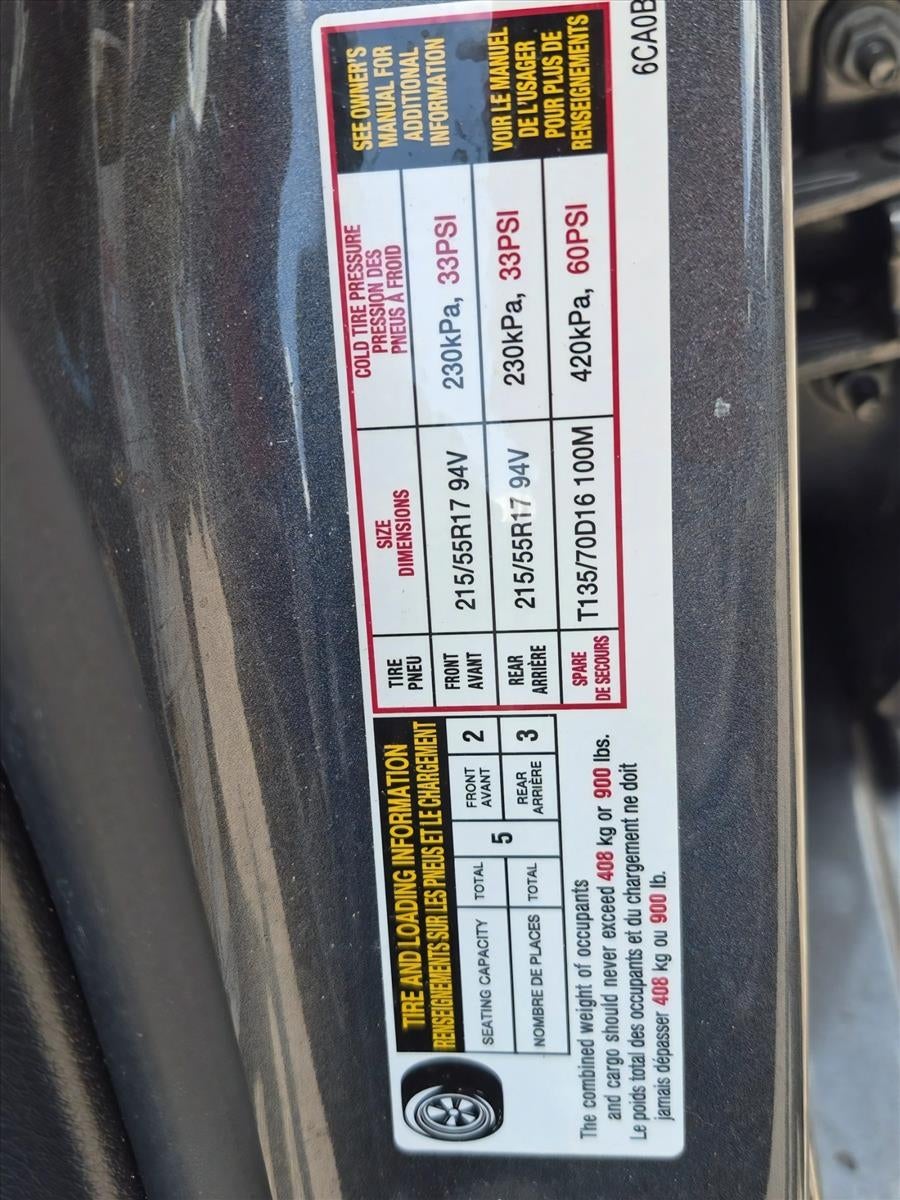 TIRE AND LOADING INFORMATION
RENSEIGNEMENTS SUR LES PNEUS ET LE CHARGEMENT
SEATING CAPACITY TOTAL 5 FRONT AVANT 2
NOMBRE DE PLACES TOTAL REAR ARRIÈRE 3
The combined weight of occupants
and cargo should never exceed 408 kg or 900 lbs.
Le poids total des occupants et du chargement ne doit
jamais dépasser 408 kg ou 900 lb.
TIRE
PNEU
SIZE
DIMENSIONS
COLD TIRE PRESSURE
PRESSION DES
PNEUS À FROID
FRONT
AVANT
215/55R17 94V
230kPa, 33PSI
REAR
ARRIÈRE
215/55R17 94V
230kPa, 33PSI
SPARE
DE SECOURS
T135/70D16 100M
420kPa, 60PSI
SEE OWNER'S
MANUAL FOR
ADDITIONAL
INFORMATION
VOIR LE MANUEL
DE L'USAGER
POUR PLUS DE
RENSEIGNEMENTS
6CA0B